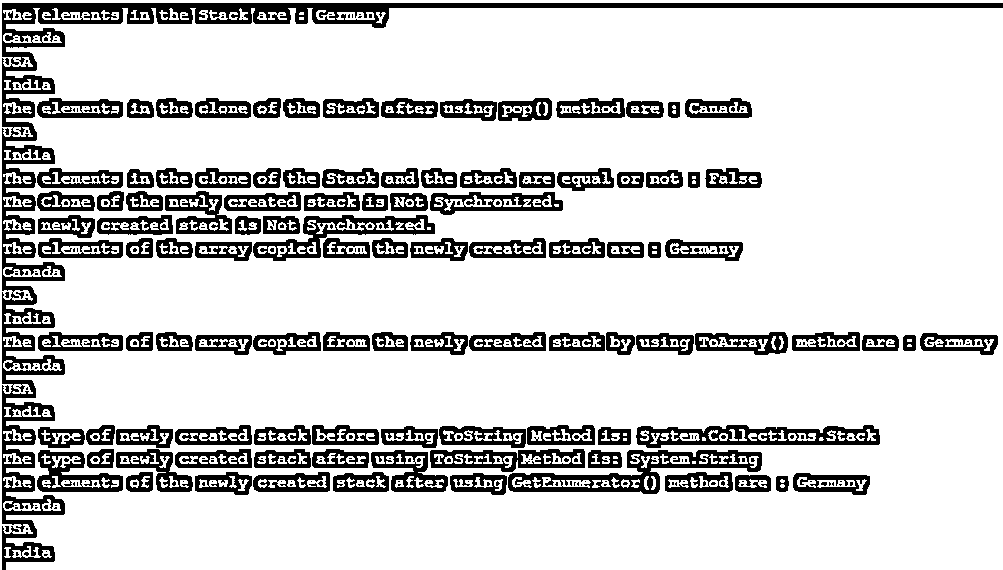 The elements in the Stack are : Germany
Canada
USA
India
The elements in the clone of the Stack after using pop() method are : Canada
USA
India
The elements in the clone of the Stack and the stack are equal or not : False
The Clone of the newly created stack is Not Synchronized.
The newly created stack is Not Synchronized.
The elements of the array copied from the newly created stack are : Germany
Canada
USA
India
The elements of the array copied from the newly created stack by using ToArray() method are : Germany
Canada
USA
India
The type of newly created stack before using ToString Method is: System.Collections.Stack
The type of newly created stack after using ToString Method is: System.String
The elements of the newly created stack after using GetEnumerator() method are : Germany
Canada
USA
India